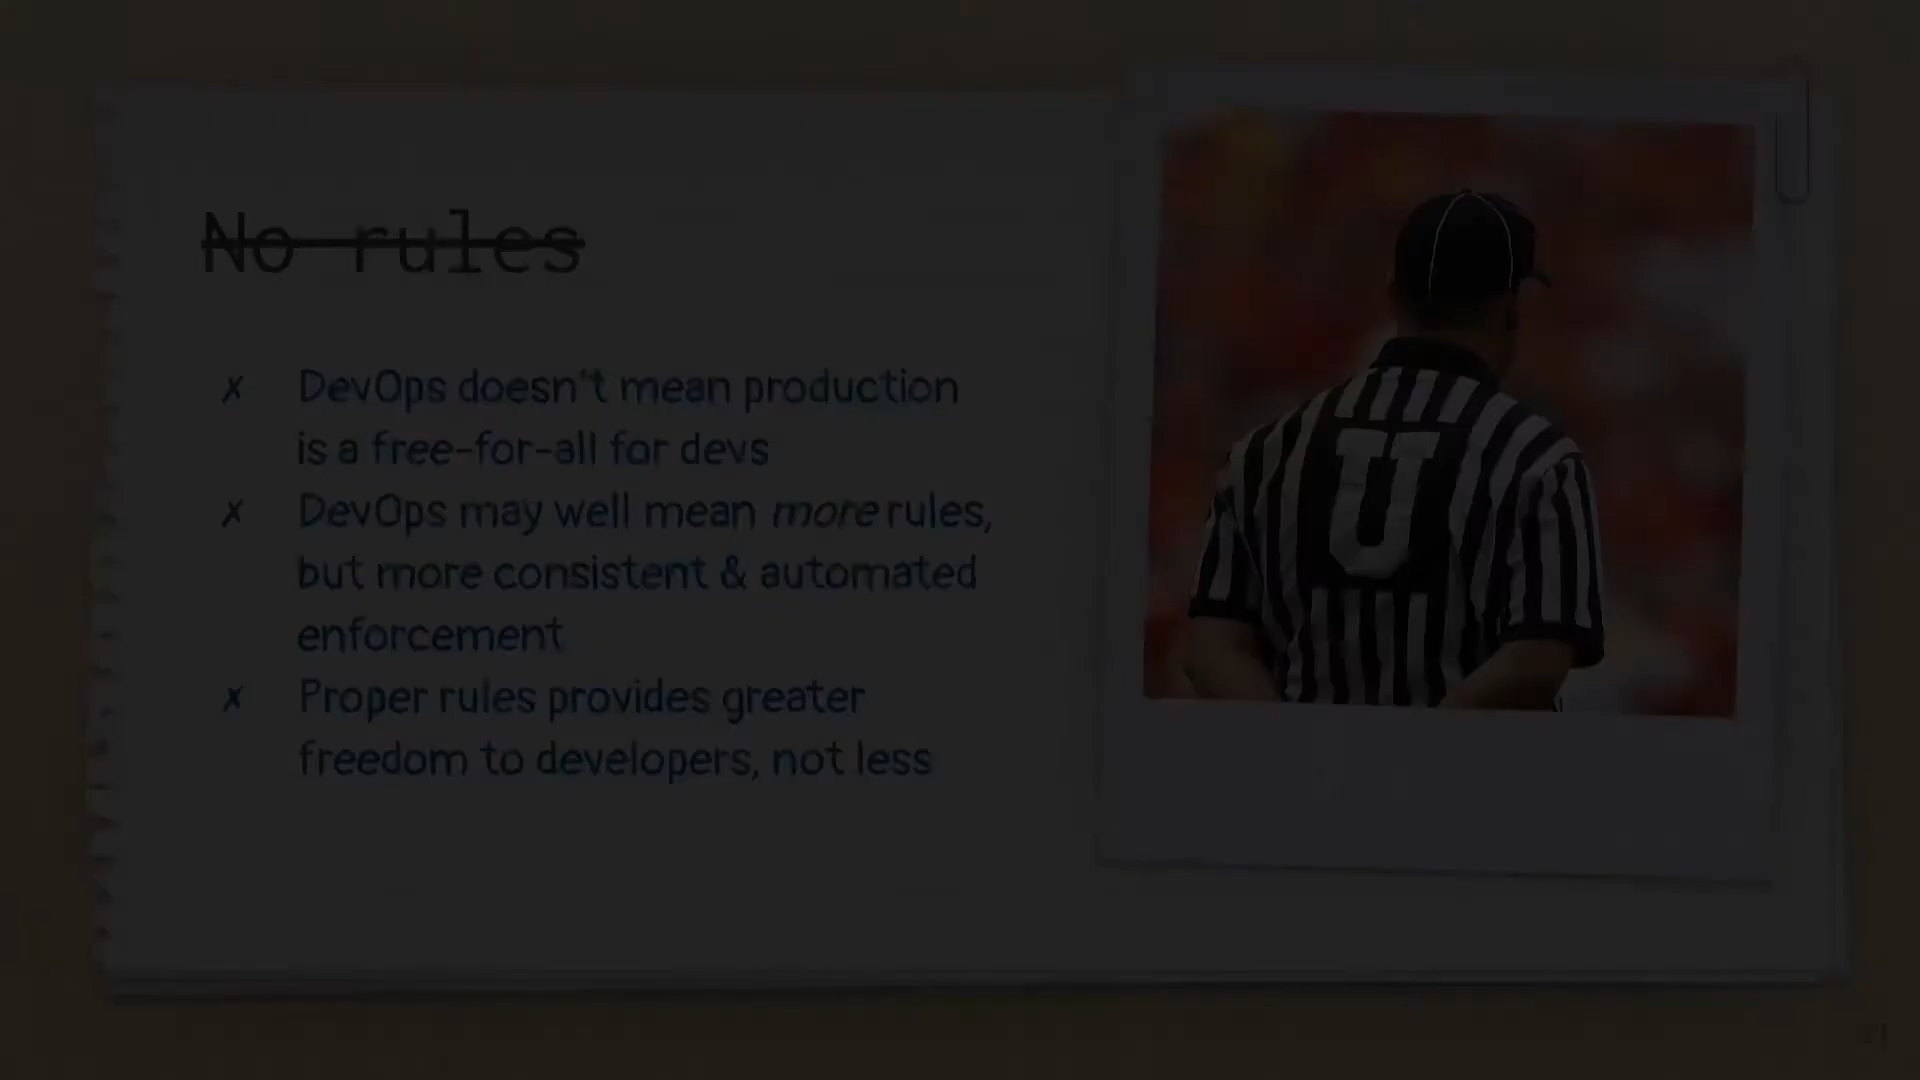 No rules
✗ DevOps doesn't mean production
is a free-for-all for devs
✗ DevOps may well mean more rules,
but more consistent & automated
enforcement
✗ Proper rules provides greater
freedom to developers, not less
U